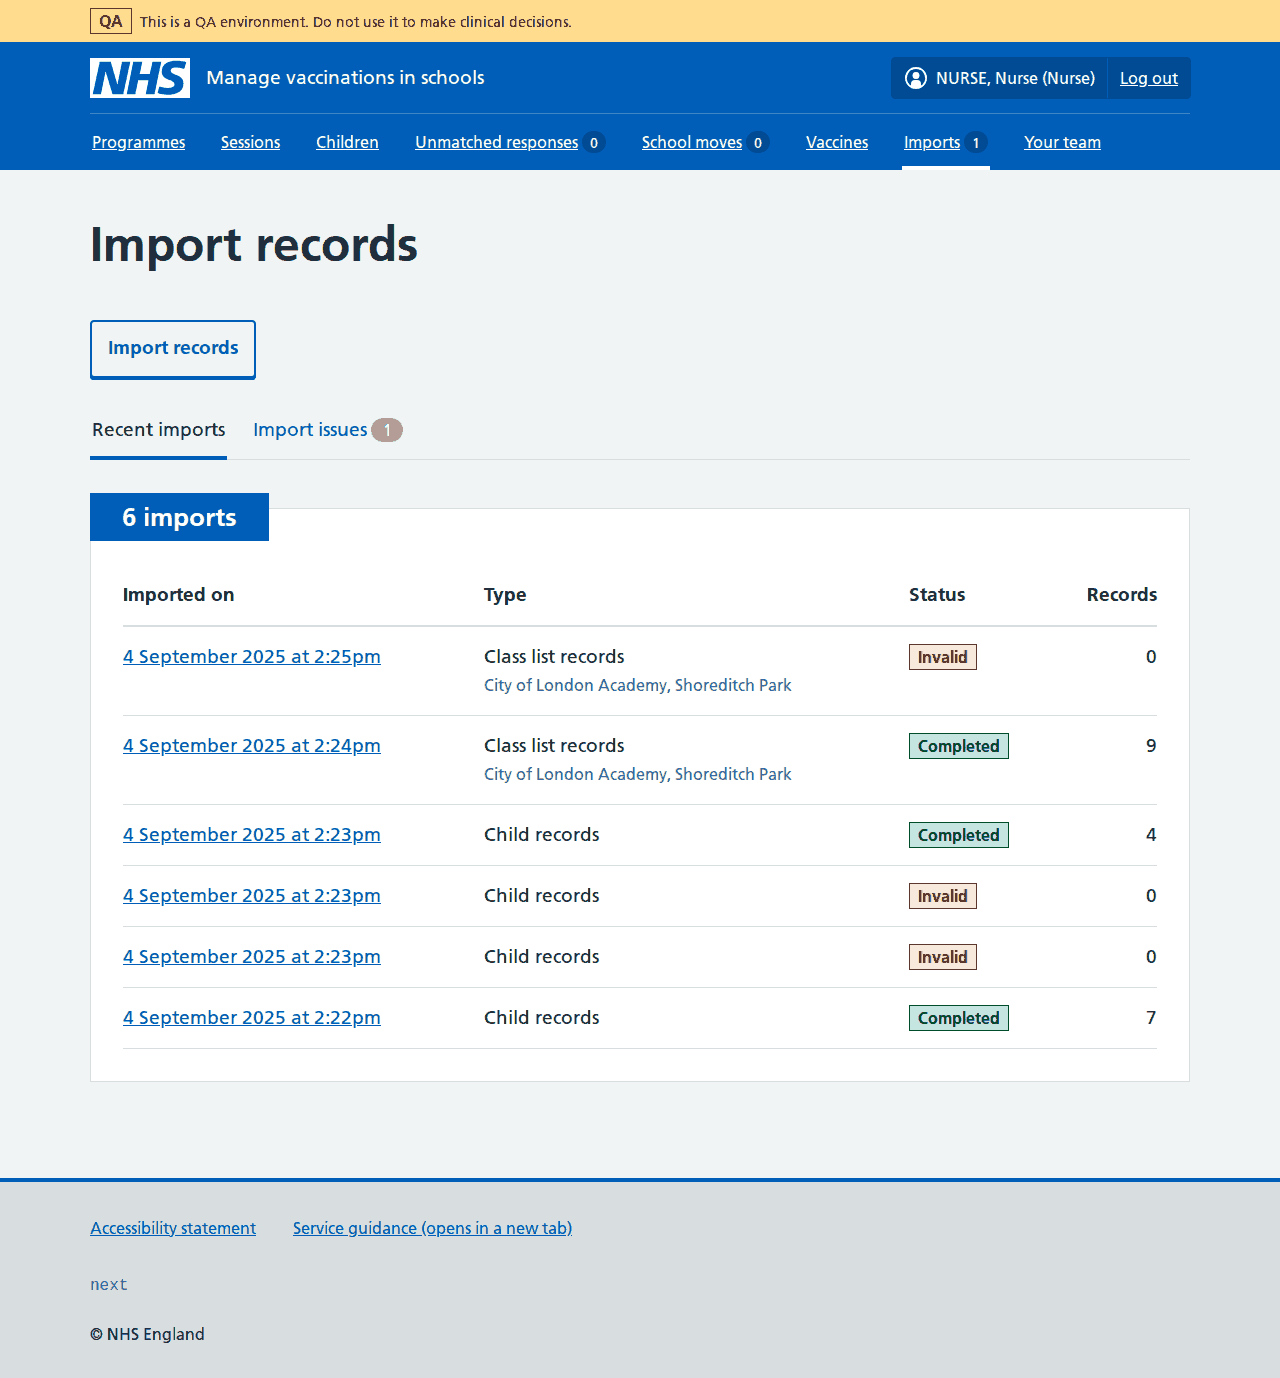 QA This is a QA environment. Do not use it to make clinical decisions.
NHS Manage vaccinations in schools NURSE, Nurse (Nurse) Log out
Programmes Sessions Children Unmatched responses 0 School moves 0 Vaccines Imports 1 Your team
Import records
Import records
Recent imports Import issues 1
6 imports
Imported on Type Status Records
4 September 2025 at 2:25pm Class list records Invalid 0
City of London Academy, Shoreditch Park
4 September 2025 at 2:24pm Class list records Completed 9
City of London Academy, Shoreditch Park
4 September 2025 at 2:23pm Child records Completed 4
4 September 2025 at 2:23pm Child records Invalid 0
4 September 2025 at 2:23pm Child records Invalid 0
4 September 2025 at 2:22pm Child records Completed 7
Accessibility statement Service guidance (opens in a new tab)
next
© NHS England